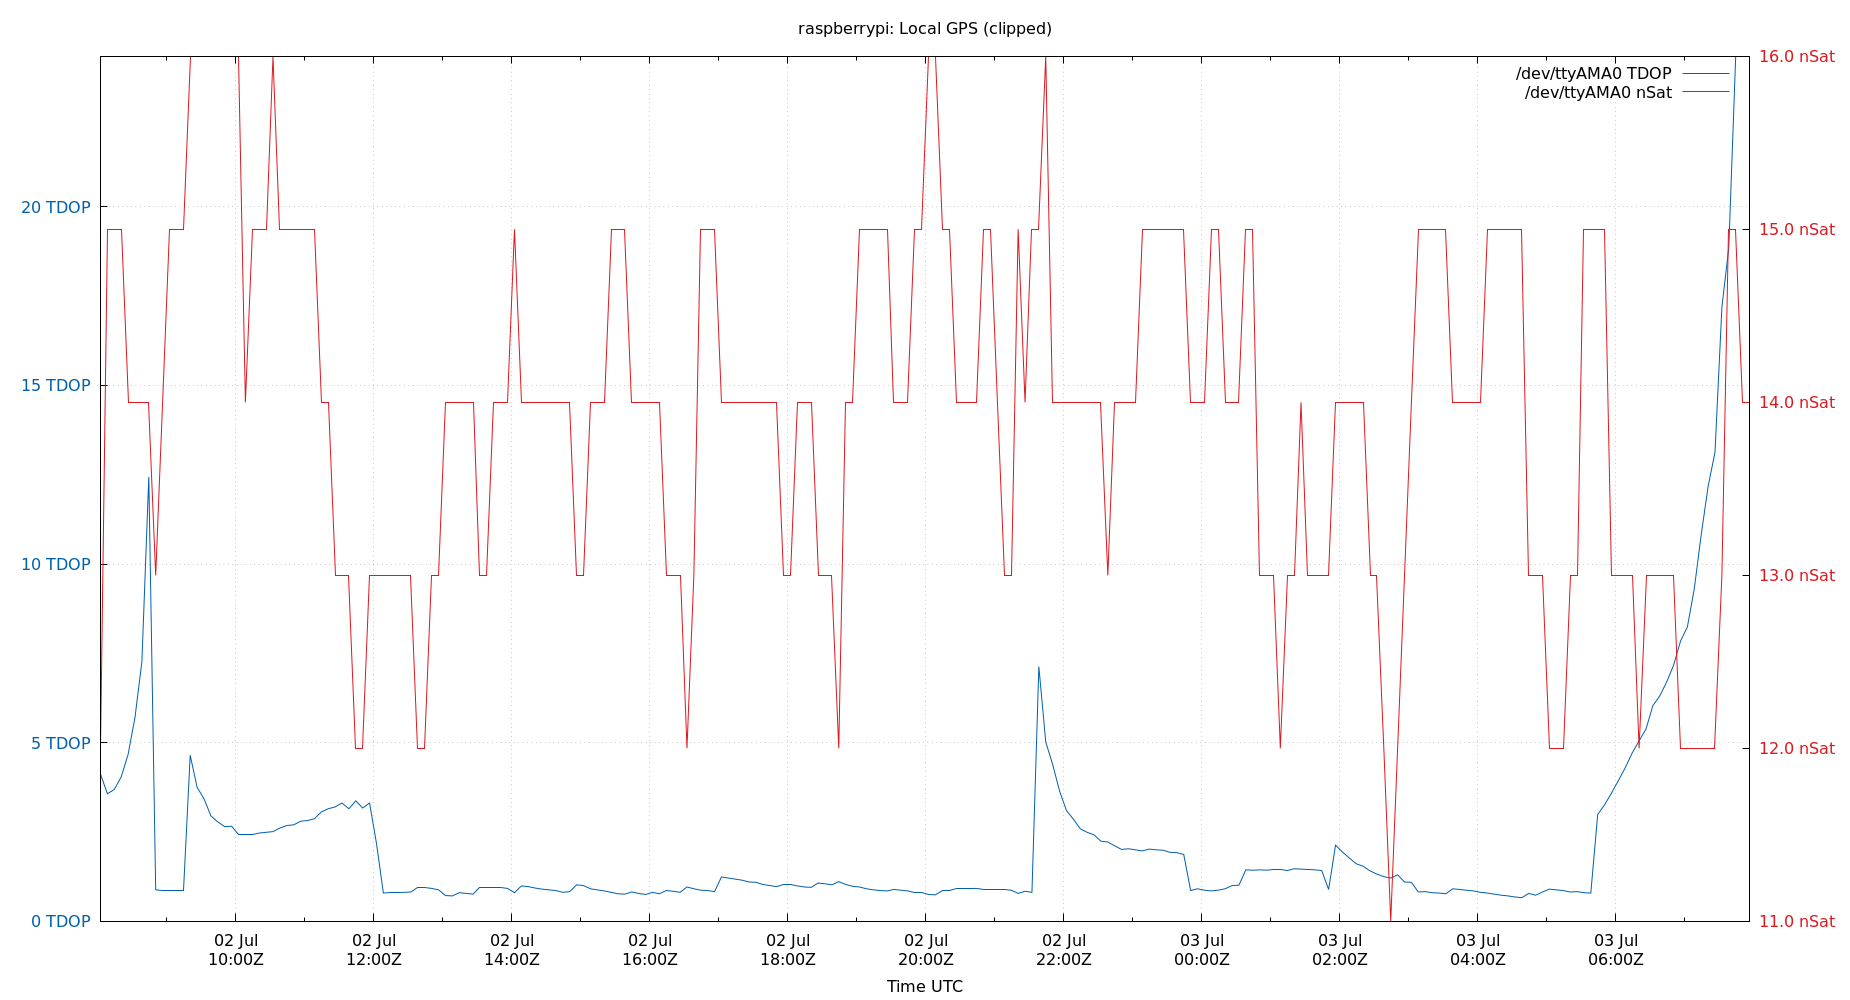 raspberrypi: Local GPS (clipped)
16.0 nSat
/dev/ttyAMA0 TDOP
/dev/ttyAMA0 nSat
20 TDOP
15.0 nSat
15 TDOP
14.0 nSat
10 TDOP
13.0 nSat
5 TDOP
12.0 nSat
0 TDOP
11.0 nSat
02 Jul 02 Jul 02 Jul 02 Jul 02 Jul 02 Jul 02 Jul 03 Jul 03 Jul 03 Jul 03 Jul
10:00Z 12:00Z 14:00Z 16:00Z 18:00Z 20:00Z 22:00Z 00:00Z 02:00Z 04:00Z 06:00Z
Time UTC